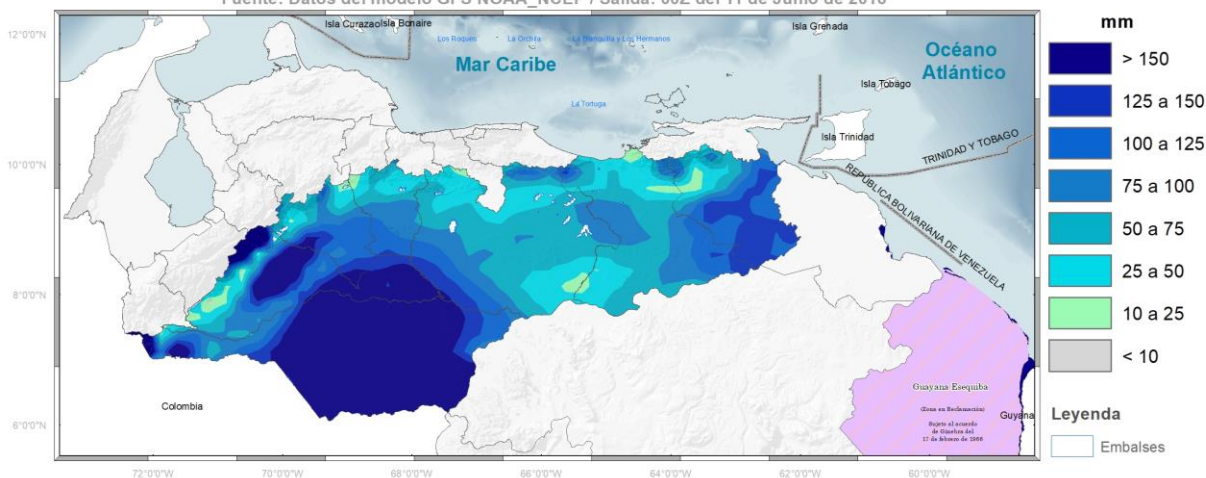 Fuente: Datos del modelo GFS NOAA_NCEP / Salida: 00Z del 11 de Junio de
12°0'0"N
10°0'0"N
8°0'0"N
6°0'0"N
Isla Curazao
Isla Bonaire
Los Roques
La Orchila
La Blanquilla y Los Hermanos
Isla Grenada
Mar Caribe
Océano
Atlántico
La Tortuga
Isla Tobago
Isla Trinidad
TRINIDAD Y TOBAGO
REPÚBLICA BOLIVARIANA DE VENEZUELA
Colombia
Guayana Esequiba
(Zona en Reclamación)
Sujeto al acuerdo
de Ginebra del
17 de febrero de 1966
Guyana
72°0'0"W
70°0'0"W
68°0'0"W
66°0'0"W
64°0'0"W
62°0'0"W
60°0'0"W
mm
> 150
125 a 150
100 a 125
75 a 100
50 a 75
25 a 50
10 a 25
< 10
Leyenda
Embalses